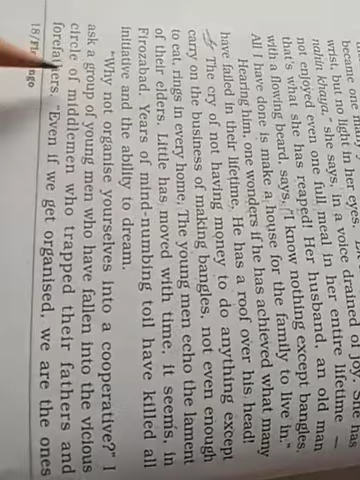 became one
wrist, but no light in her eyes.
nahin khaya," she says, in a voice drained of joy. She has
not enjoyed even one full meal in her entire lifetime —
that's what she has reaped! Her husband, an old man
with a flowing beard, says, "I know nothing except bangles.
All I have done is make a house for the family to live in."
Hearing him, one wonders if he has achieved what many
have failed in their lifetime. He has a roof over his head!
The cry of not having money to do anything except
carry on the business of making bangles, not even enough
to eat, rings in every home. The young men echo the lament
of their elders. Little has moved with time, it seems, in
Firozabad. Years of mind-numbing toil have killed all
initiative and the ability to dream.
"Why not organise yourselves into a cooperative?" I
ask a group of young men who have fallen into the vicious
circle of middlemen who trapped their fathers and
forefathers. "Even if we get organised, we are the ones
18/